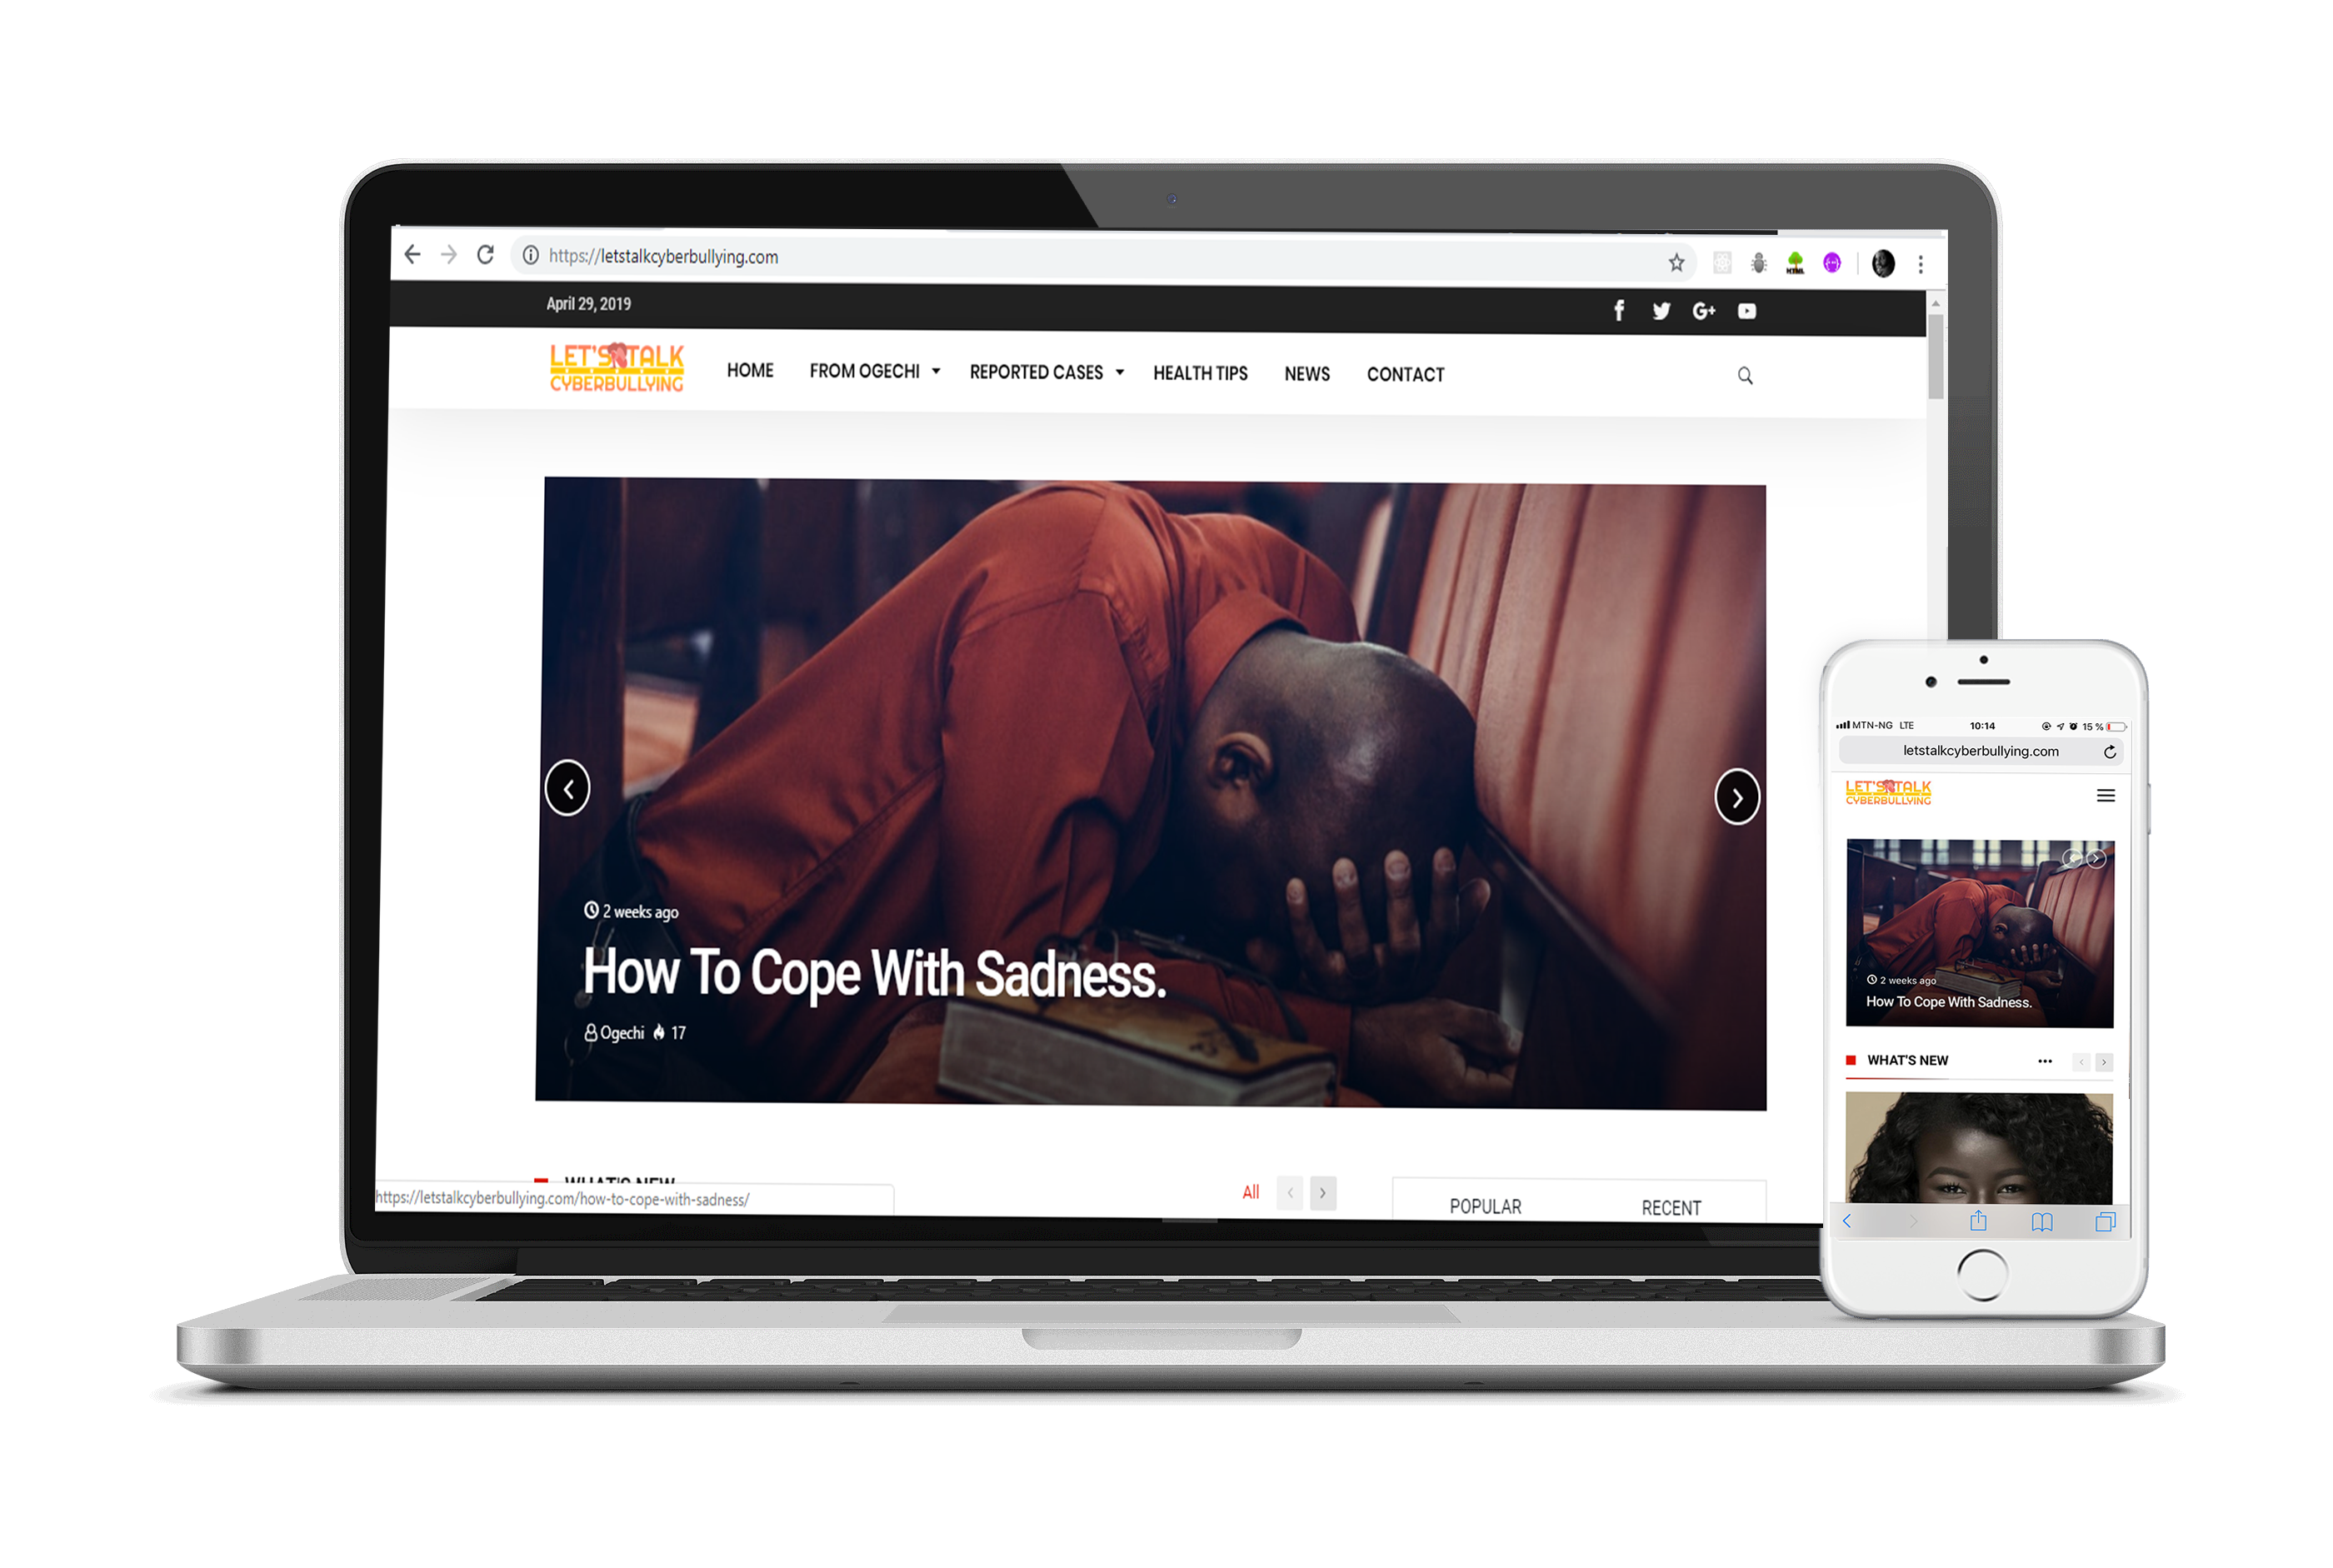 https://letstalkcyberbullying.com
HTML
April 29, 2019
G+
LET'S TALK
CYBERBULLYING
HOME FROM OGECHI REPORTED CASES HEALTH TIPS NEWS CONTACT
2 weeks ago
How To Cope With Sadness.
Ogechi 17
WHAT'S NEW
All
POPULAR RECENT
https://letstalkcyberbullying.com/how-to-cope-with-sadness/
MTN-NG LTE 10:14 15 %
letstalkcyberbullying.com
LET'S TALK
CYBERBULLYING
2 weeks ago
How To Cope With Sadness.
WHAT'S NEW